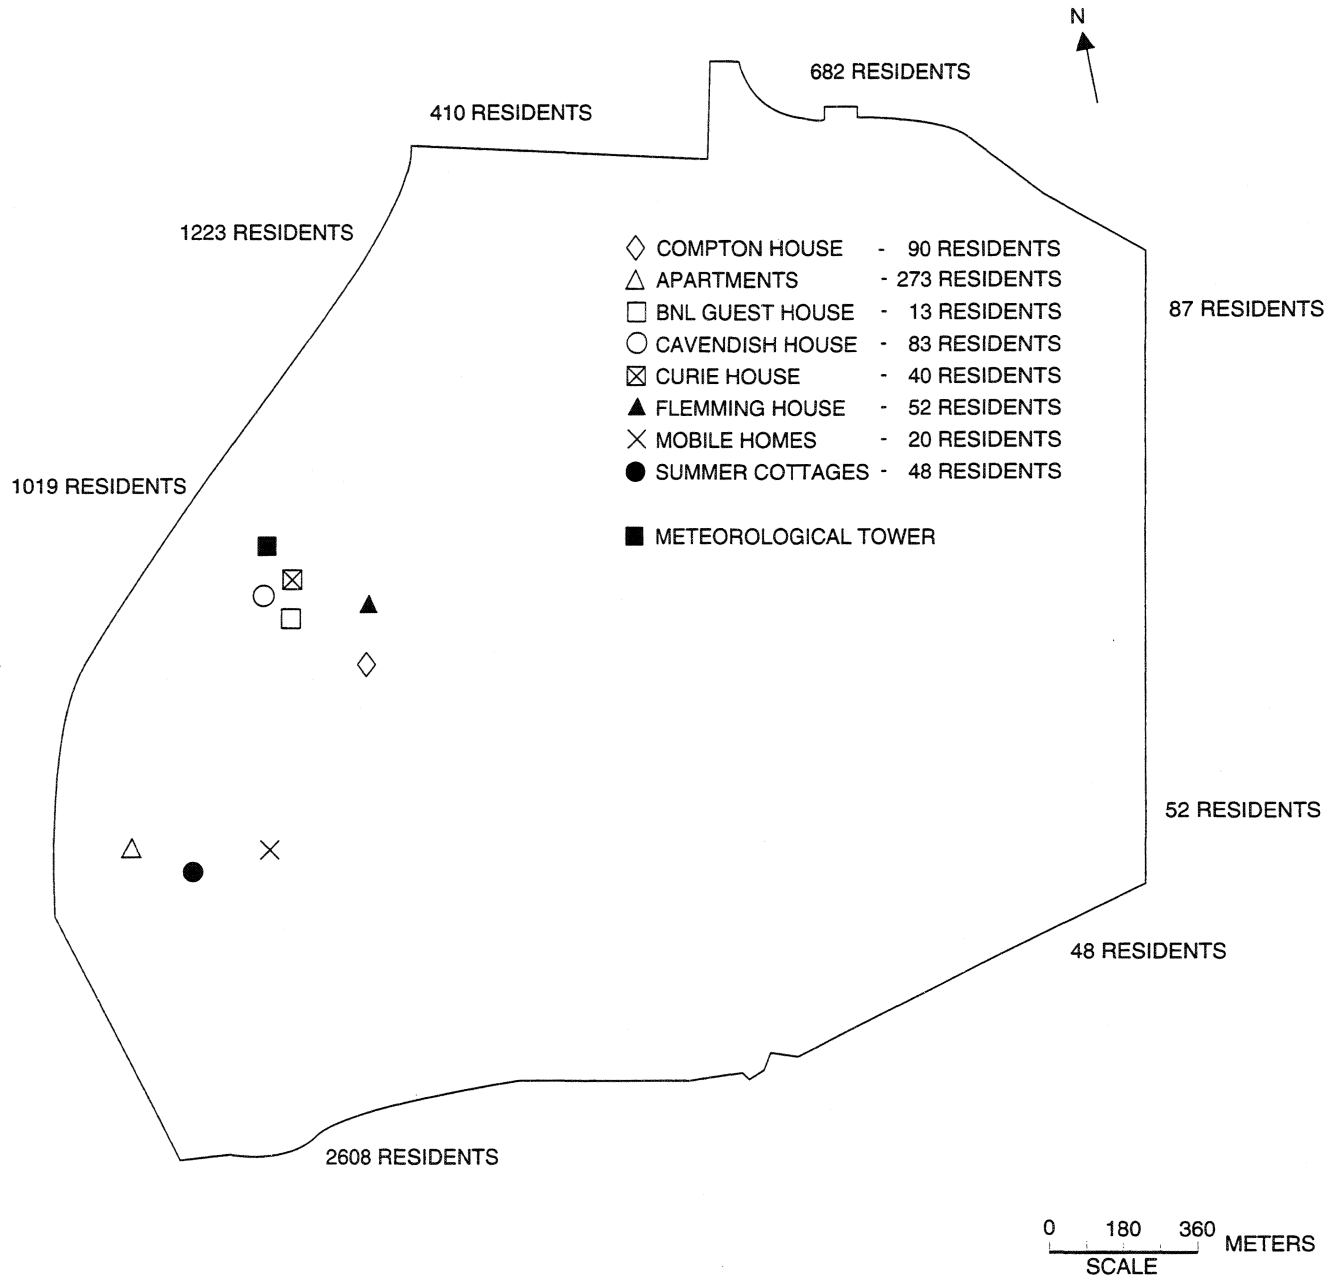 N
682 RESIDENTS
410 RESIDENTS
1223 RESIDENTS
COMPTON HOUSE - 90 RESIDENTS
APARTMENTS - 273 RESIDENTS
BNL GUEST HOUSE - 13 RESIDENTS
CAVENDISH HOUSE - 83 RESIDENTS
CURIE HOUSE - 40 RESIDENTS
FLEMMING HOUSE - 52 RESIDENTS
MOBILE HOMES - 20 RESIDENTS
SUMMER COTTAGES - 48 RESIDENTS
METEOROLOGICAL TOWER
87 RESIDENTS
1019 RESIDENTS
52 RESIDENTS
48 RESIDENTS
2608 RESIDENTS
0 180 360
METERS
SCALE